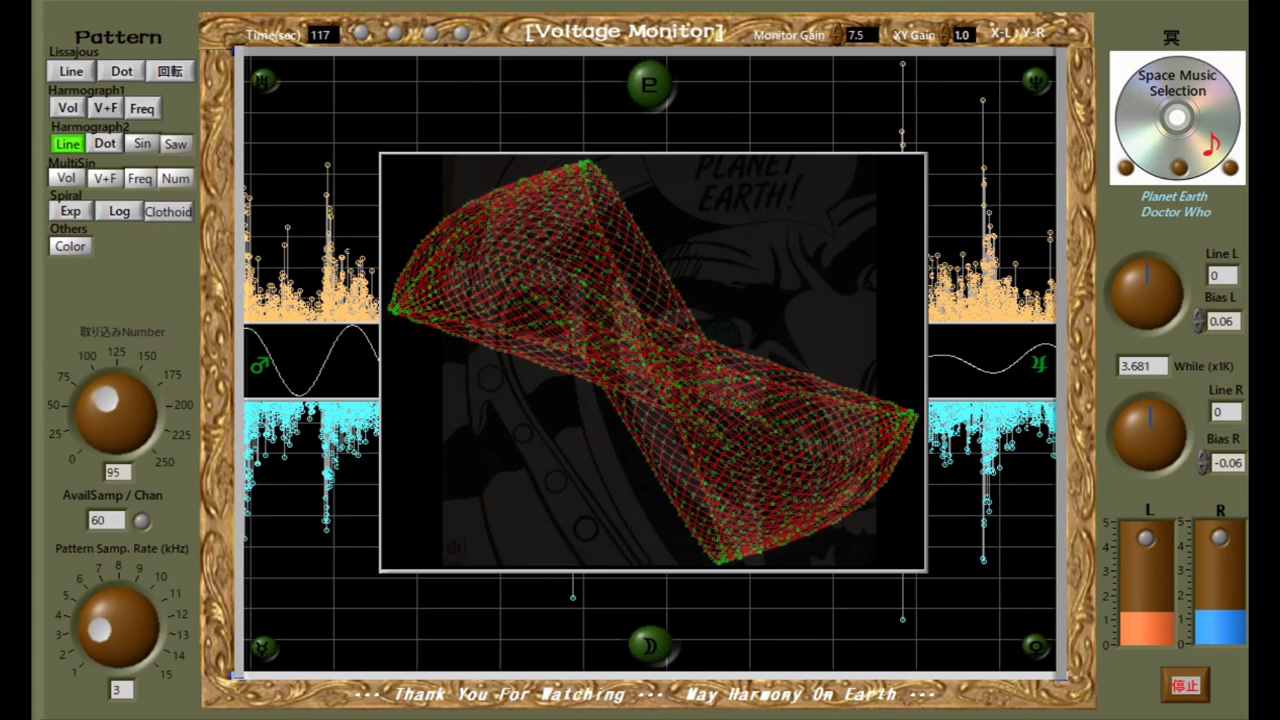 Pattern
Lissajous
Line Dot 回転
Harmograph1
Vol V+F Freq
Harmograph2
Line Dot Sin Saw
MultiSin
Vol V+F Freq Num
Spiral
Exp Log Clothoid
Others
Color
取り込みNumber
0 25 50 75 100 125 150 175 200 225 250
95
AvailSamp / Chan
60
Pattern Samp. Rate (kHz)
1 2 3 4 5 6 7 8 9 10 11 12 13 14 15
3
Time(sec) 117
[Voltage Monitor]
Monitor Gain 7.5 XY Gain 1.0 X-L / Y-R
PLANET
EARTH!
--- Thank You For Watching --- May Harmony On Earth ---
冥
Space Music
Selection
Planet Earth
Doctor Who
Line L
0
Bias L
0.06
3.681 While (x1K)
Line R
0
Bias R
-0.06
L R
5 5
4 4
3 3
2 2
1 1
0 0
停止